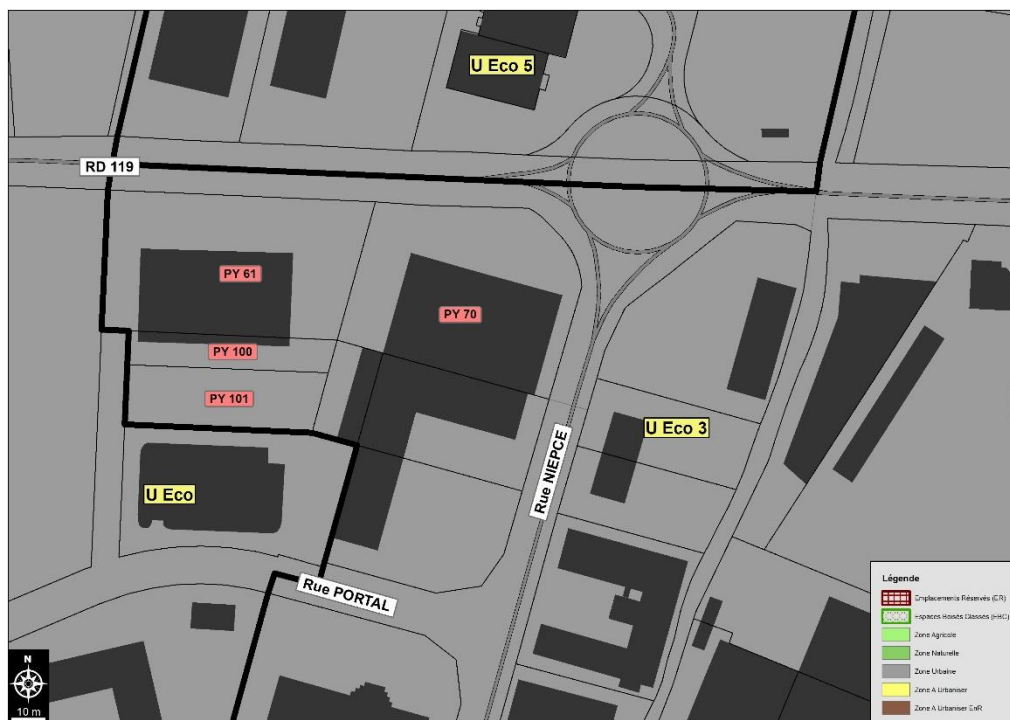 U Eco 5
RD 119
PY 61
PY 70
PY 100
PY 101
U Eco 3
Rue NIEPCE
U Eco
Rue PORTAL
N
10 m
Légende
Emplacements Réservés (ER)
Espaces Boisés Classés (EBC)
Zone Agricole
Zone Naturelle
Zone Urbaine
Zone A Urbaniser
Zone A Urbaniser EnR